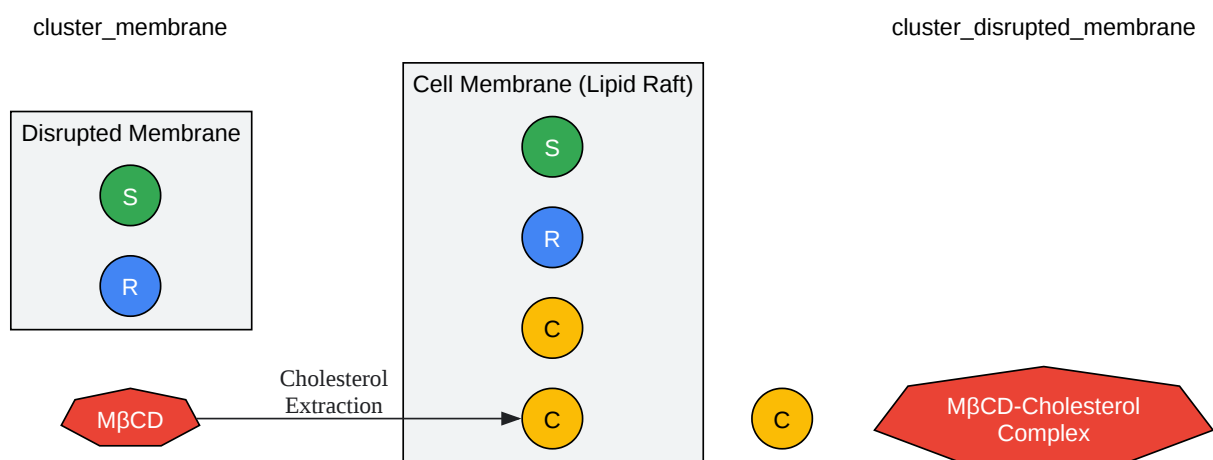 cluster_membrane
cluster_disrupted_membrane
Disrupted Membrane
S
R
Cell Membrane (Lipid Raft)
S
R
C
C
MβCD
Cholesterol
Extraction
C
MβCD-Cholesterol
Complex